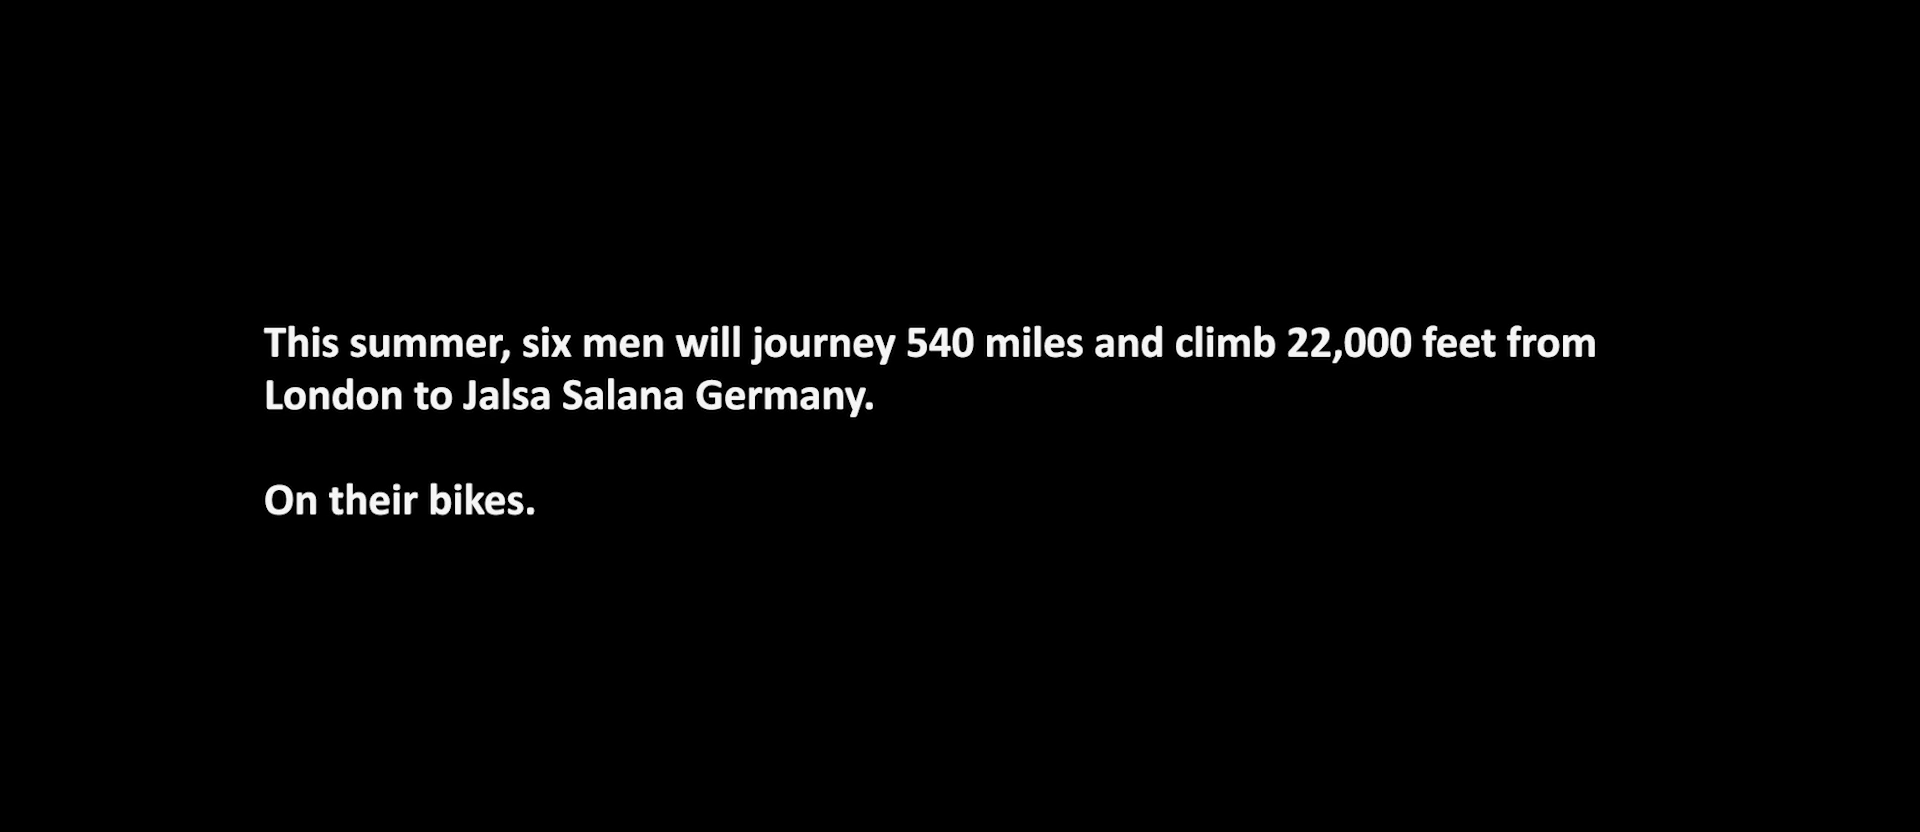 This summer, six men will journey 540 miles and climb 22,000 feet from
London to Jalsa Salana Germany.
On their bikes.